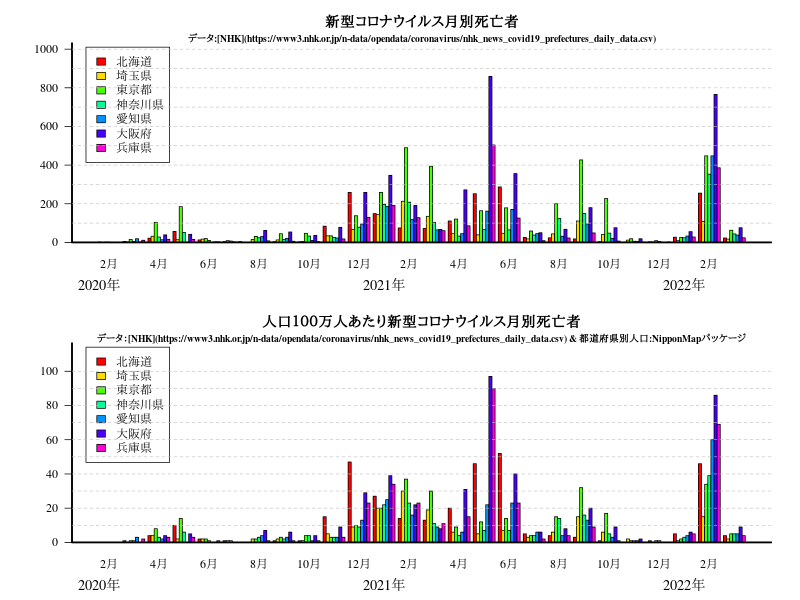 新型コロナウイルス月別死亡者
データ:[NHK](https://www3.nhk.or.jp/n-data/opendata/coronavirus/nhk_news_covid19_prefectures_daily_data.csv)
1000
800
600
400
200
0
北海道
埼玉県
東京都
神奈川県
愛知県
大阪府
兵庫県
2月 4月 6月 8月 10月 12月 2月 4月 6月 8月 10月 12月 2月
2020年 2021年 2022年
人口100万人あたり新型コロナウイルス月別死亡者
データ:[NHK](https://www3.nhk.or.jp/n-data/opendata/coronavirus/nhk_news_covid19_prefectures_daily_data.csv) & 都道府県別人口:NipponMapパッケージ
100
80
60
40
20
0
北海道
埼玉県
東京都
神奈川県
愛知県
大阪府
兵庫県
2月 4月 6月 8月 10月 12月 2月 4月 6月 8月 10月 12月 2月
2020年 2021年 2022年